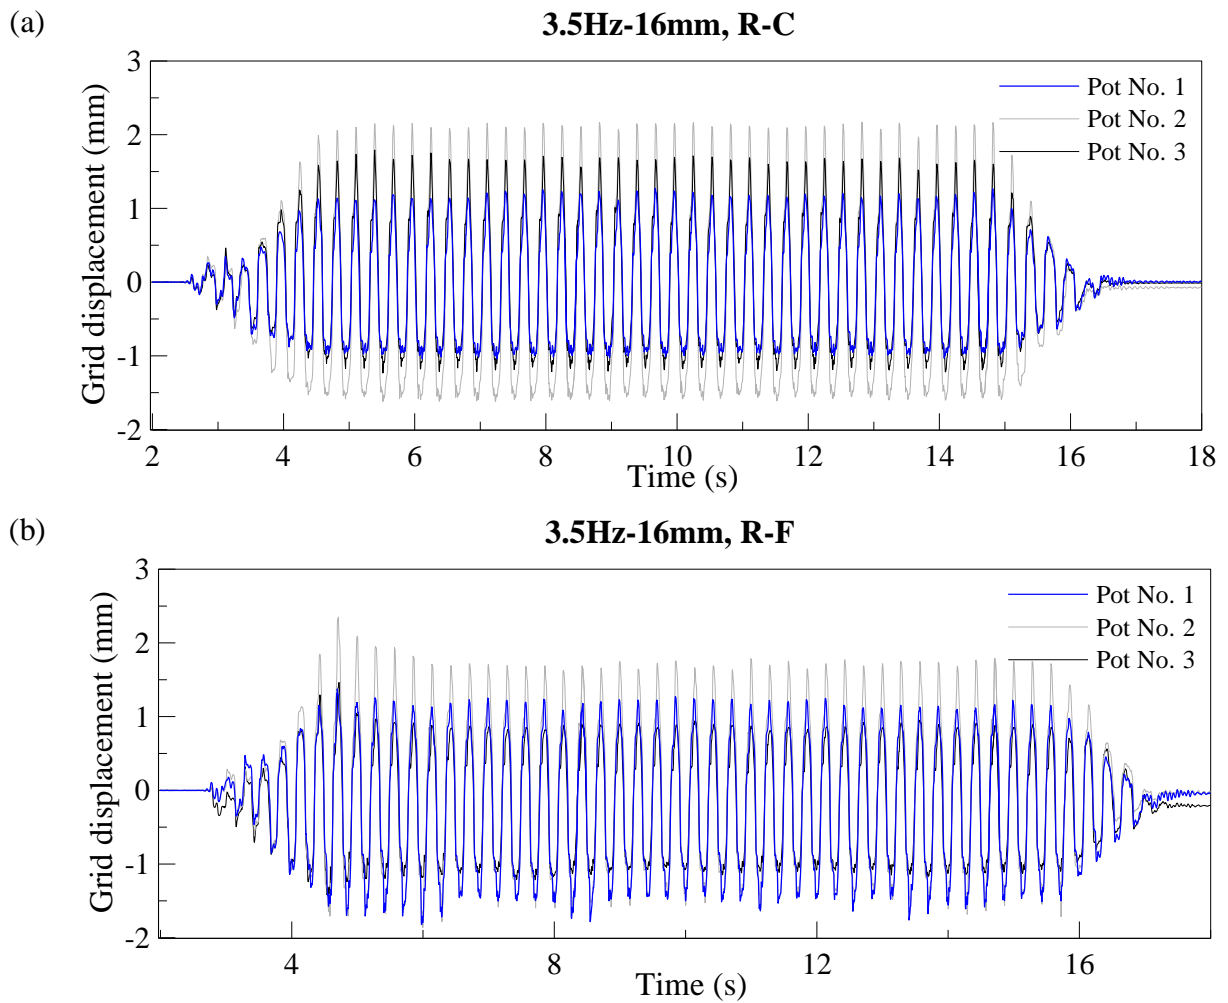 (a)
3.5Hz-16mm, R-C
3
2
1
0
-1
-2
Grid displacement (mm)
Pot No. 1
Pot No. 2
Pot No. 3
2 4 6 8 10 12 14 16 18
Time (s)
(b)
3.5Hz-16mm, R-F
3
2
1
0
-1
-2
Grid displacement (mm)
Pot No. 1
Pot No. 2
Pot No. 3
4 8 12 16
Time (s)